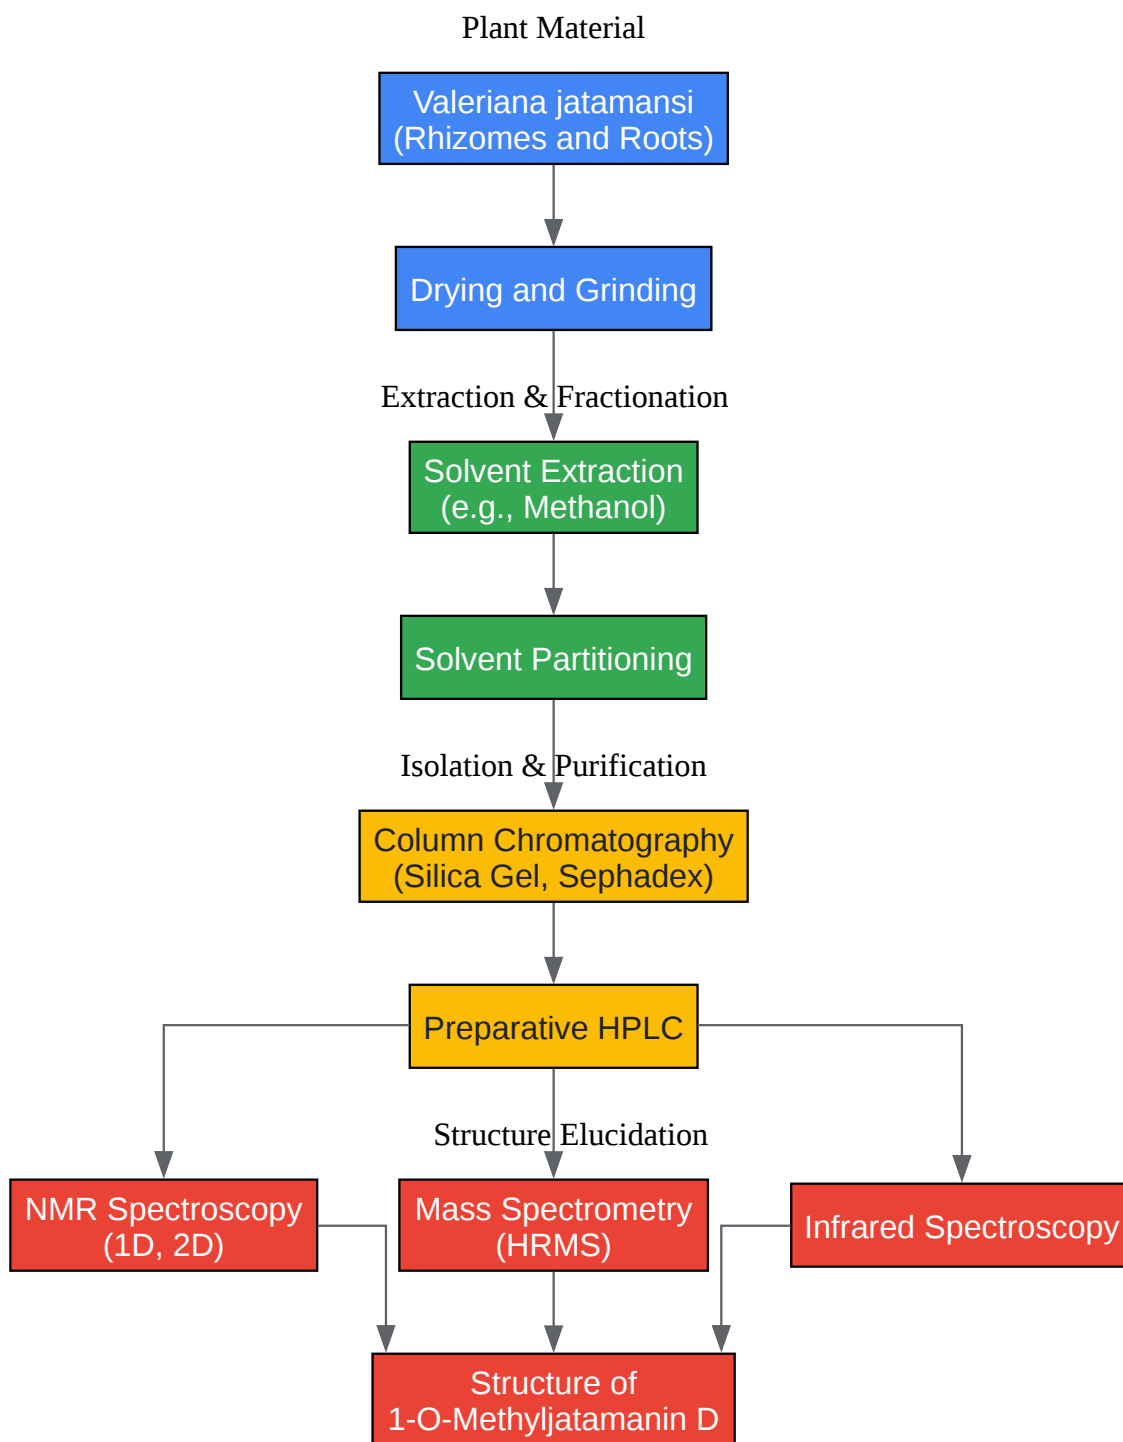 Plant Material
Valeriana jatamansi
(Rhizomes and Roots)
Drying and Grinding
Extraction & Fractionation
Solvent Extraction
(e.g., Methanol)
Solvent Partitioning
Isolation & Purification
Column Chromatography
(Silica Gel, Sephadex)
Preparative HPLC
Structure Elucidation
NMR Spectroscopy
(1D, 2D)
Mass Spectrometry
(HRMS)
Infrared Spectroscopy
Structure of
1-O-Methyljatamanin D